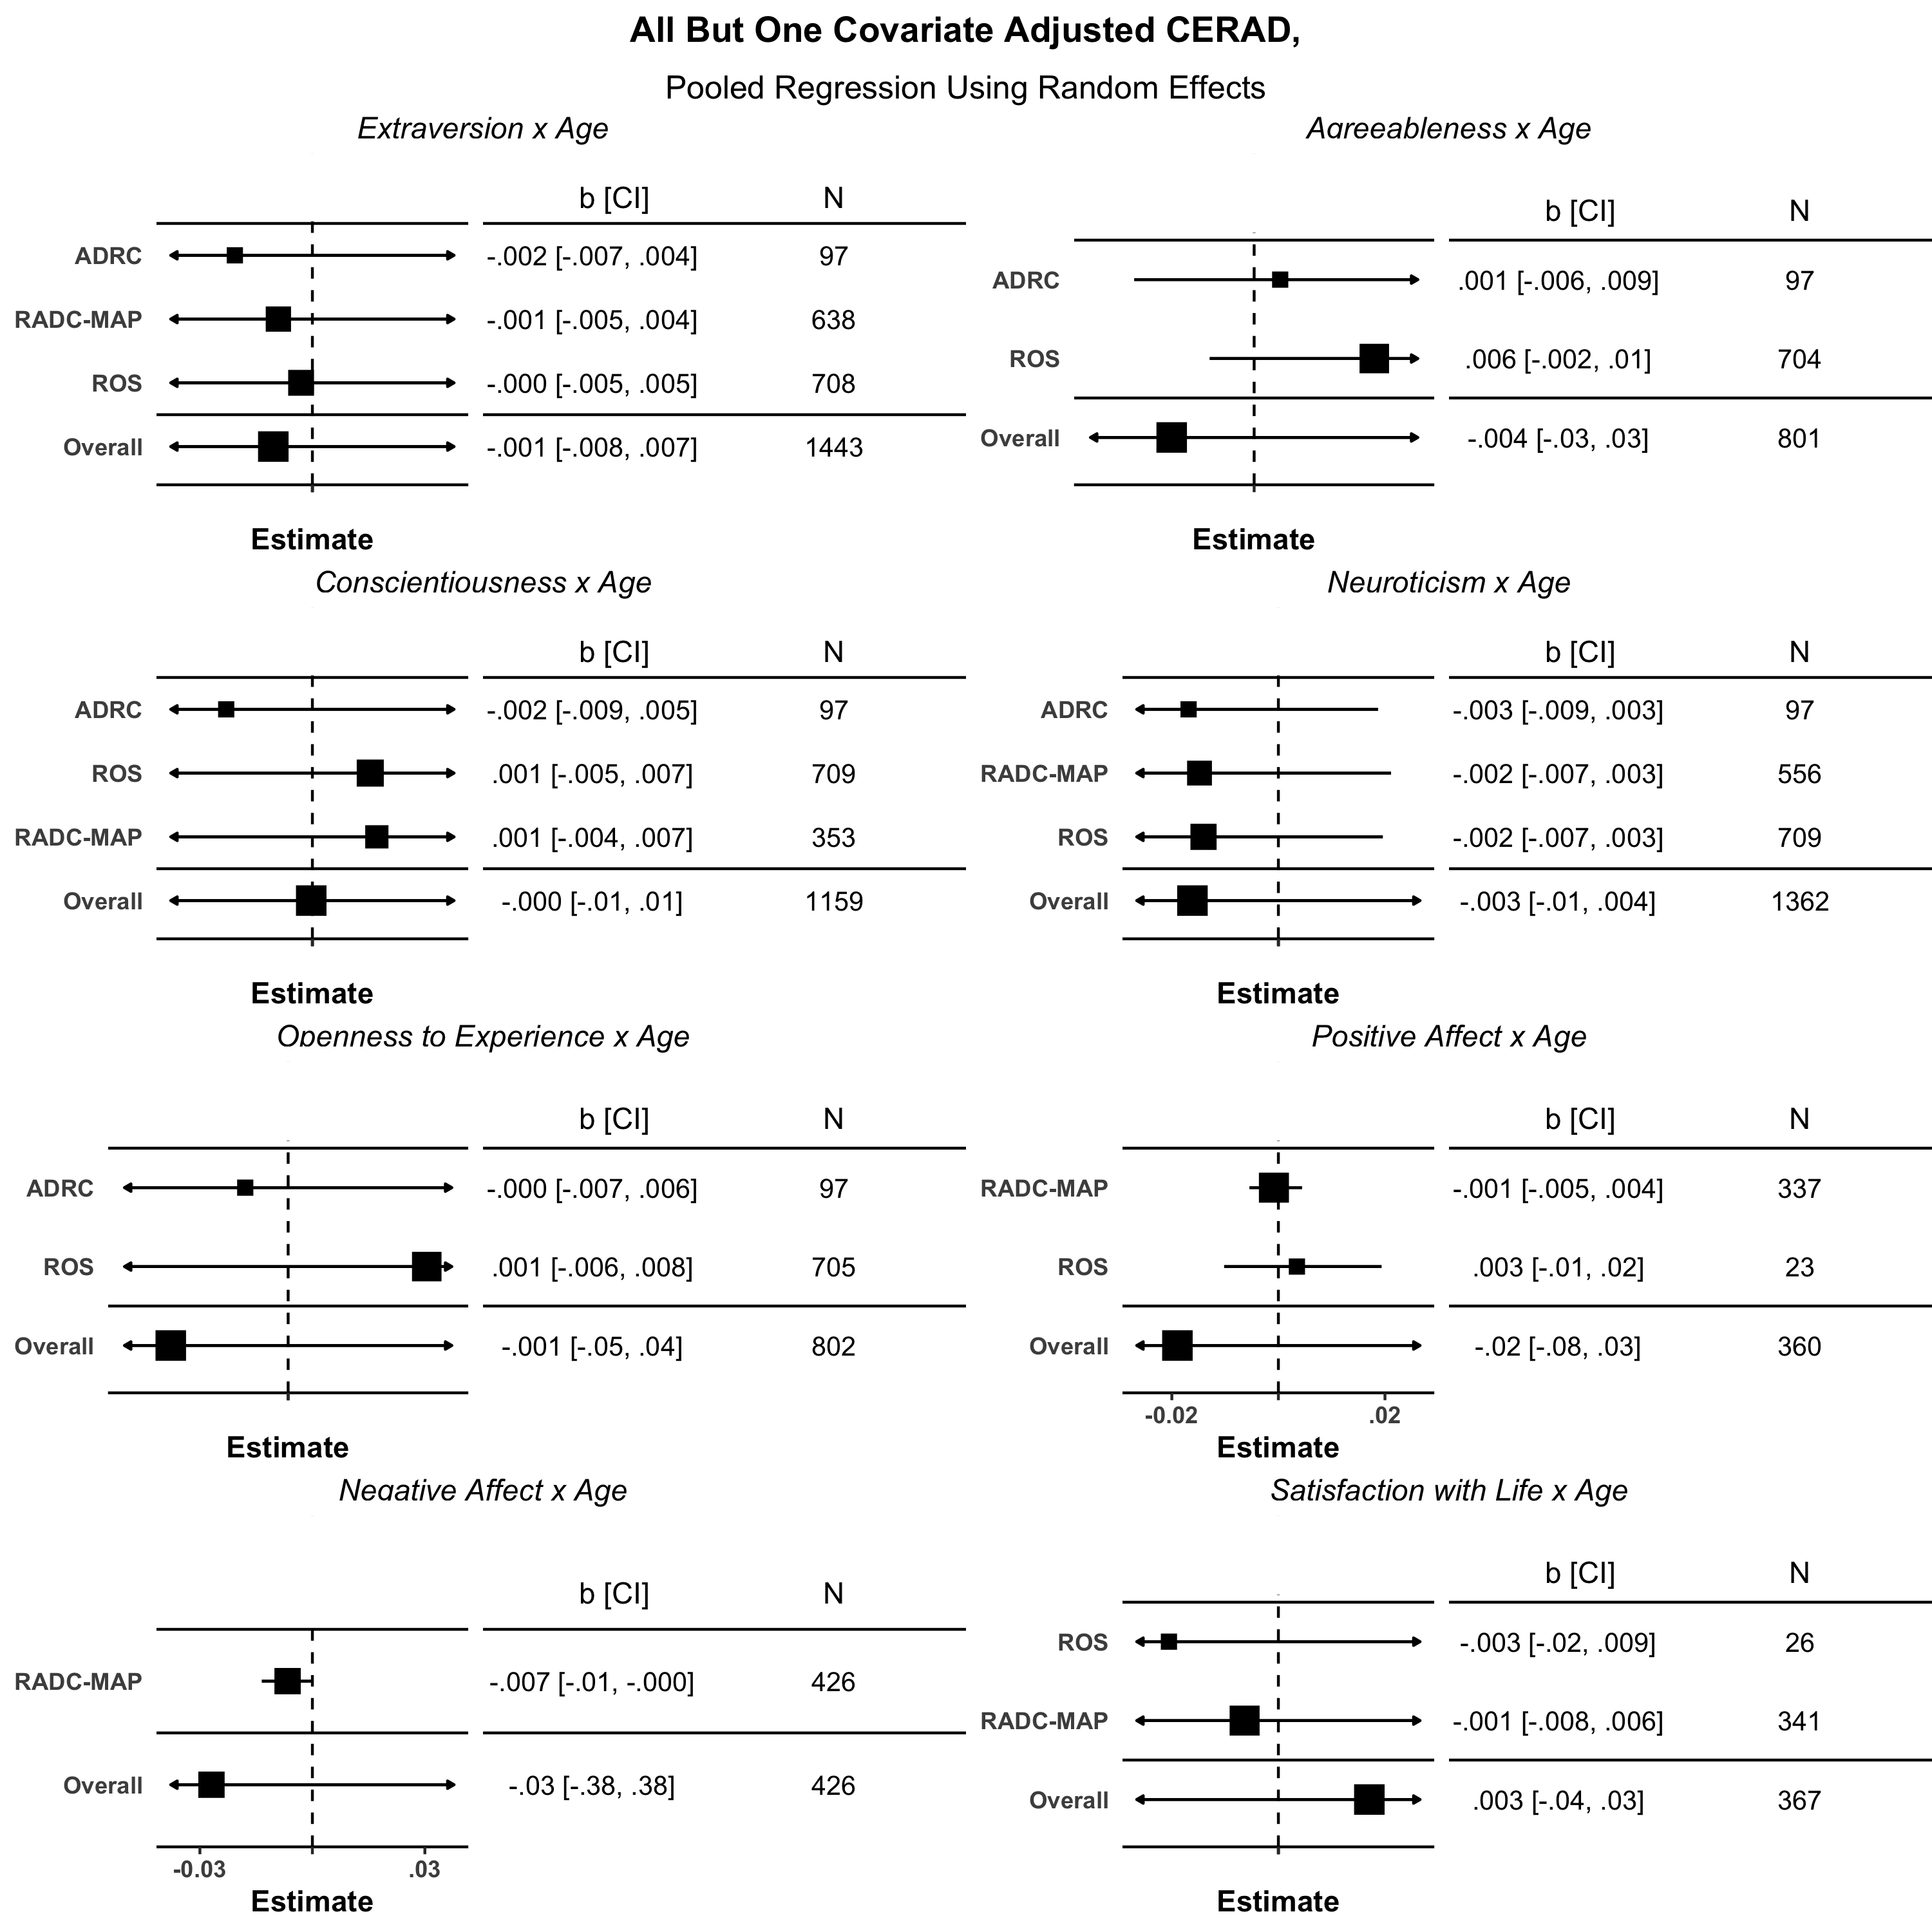 All But One Covariate Adjusted CERAD,
Pooled Regression Using Random Effects
Extraversion x Age
b [CI] N
ADRC -.002 [-.007, .004] 97
RADC-MAP -.001 [-.005, .004] 638
ROS -.000 [-.005, .005] 708
Overall -.001 [-.008, .007] 1443
Estimate
Agreeableness x Age
b [CI] N
ADRC .001 [-.006, .009] 97
ROS .006 [-.002, .01] 704
Overall -.004 [-.03, .03] 801
Estimate
Conscientiousness x Age
b [CI] N
ADRC -.002 [-.009, .005] 97
ROS .001 [-.005, .007] 709
RADC-MAP .001 [-.004, .007] 353
Overall -.000 [-.01, .01] 1159
Estimate
Neuroticism x Age
b [CI] N
ADRC -.003 [-.009, .003] 97
RADC-MAP -.002 [-.007, .003] 556
ROS -.002 [-.007, .003] 709
Overall -.003 [-.01, .004] 1362
Estimate
Openness to Experience x Age
b [CI] N
ADRC -.000 [-.007, .006] 97
ROS .001 [-.006, .008] 705
Overall -.001 [-.05, .04] 802
Estimate
Positive Affect x Age
b [CI] N
RADC-MAP -.001 [-.005, .004] 337
ROS .003 [-.01, .02] 23
Overall -.02 [-.08, .03] 360
-0.02 .02
Estimate
Negative Affect x Age
b [CI] N
RADC-MAP -.007 [-.01, -.000] 426
Overall -.03 [-.38, .38] 426
-0.03 .03
Estimate
Satisfaction with Life x Age
b [CI] N
ROS -.003 [-.02, .009] 26
RADC-MAP -.001 [-.008, .006] 341
Overall .003 [-.04, .03] 367
Estimate